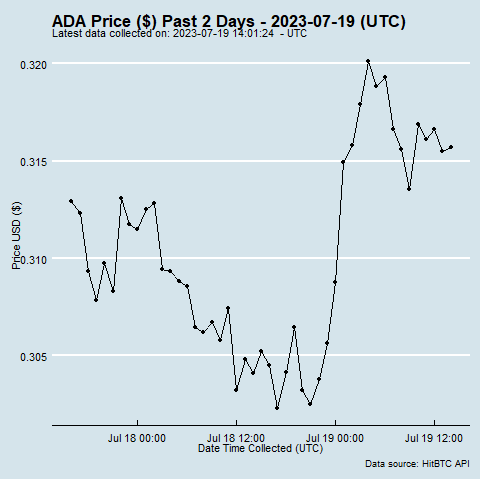 ADA Price ($) Past 2 Days - 2023-07-19 (UTC)
Latest data collected on: 2023-07-19 14:01:24 - UTC
0.320
0.315
0.310
0.305
Price USD ($)
Jul 18 00:00 Jul 18 12:00 Jul 19 00:00 Jul 19 12:00
Date Time Collected (UTC)
Data source: HitBTC API